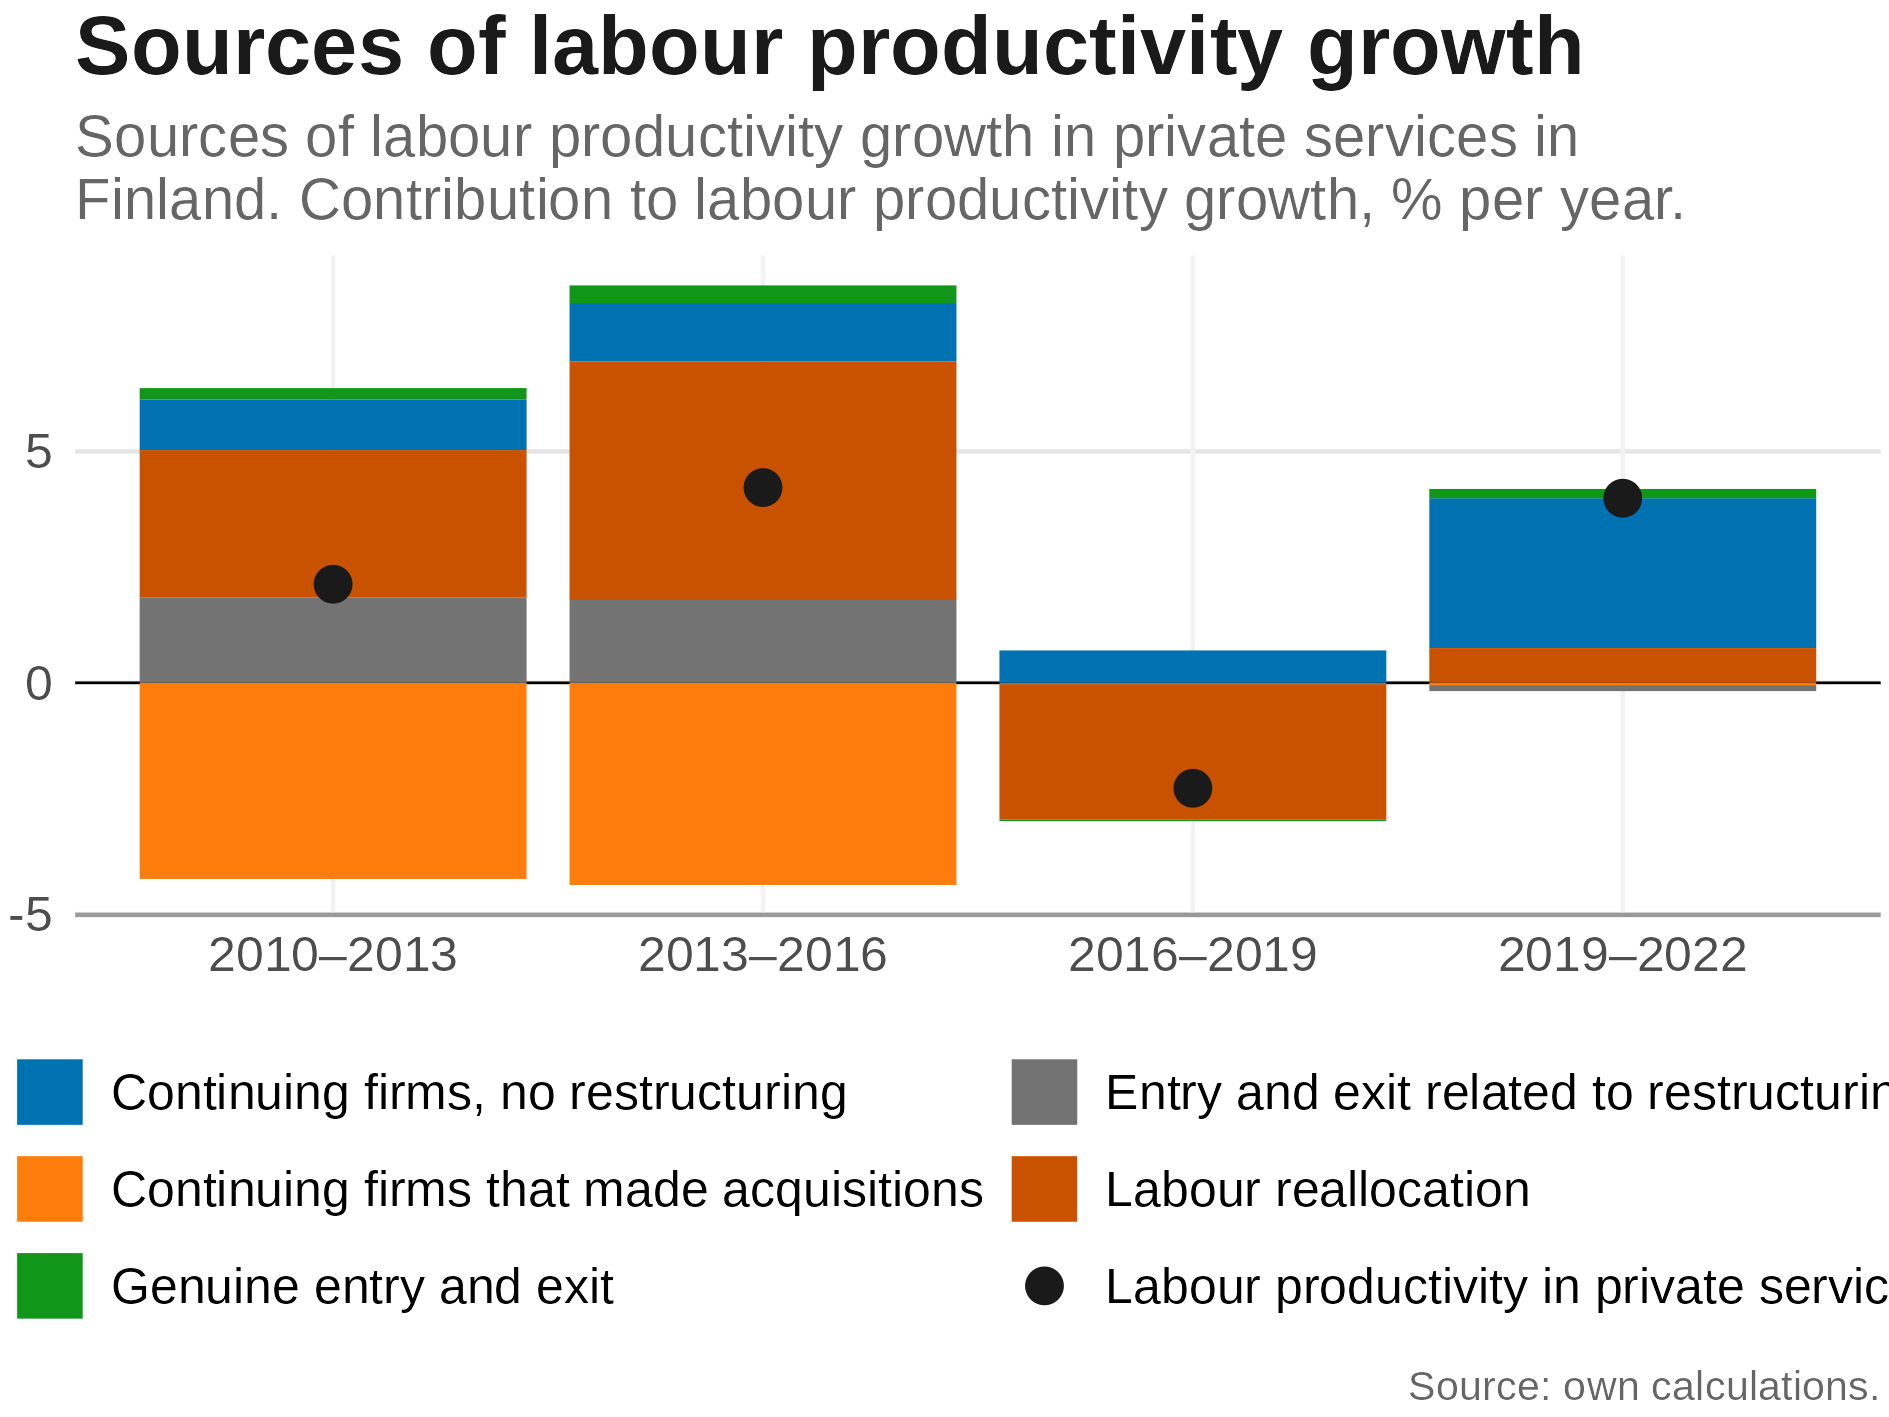 Sources of labour productivity growth
Sources of labour productivity growth in private services in
Finland. Contribution to labour productivity growth, % per year.
5
0
-5
2010–2013
2013–2016
2016–2019
2019–2022
Continuing firms, no restructuring
Continuing firms that made acquisitions
Genuine entry and exit
Entry and exit related to
Labour reallocation
Labour productivity in private
Source: own calculations.